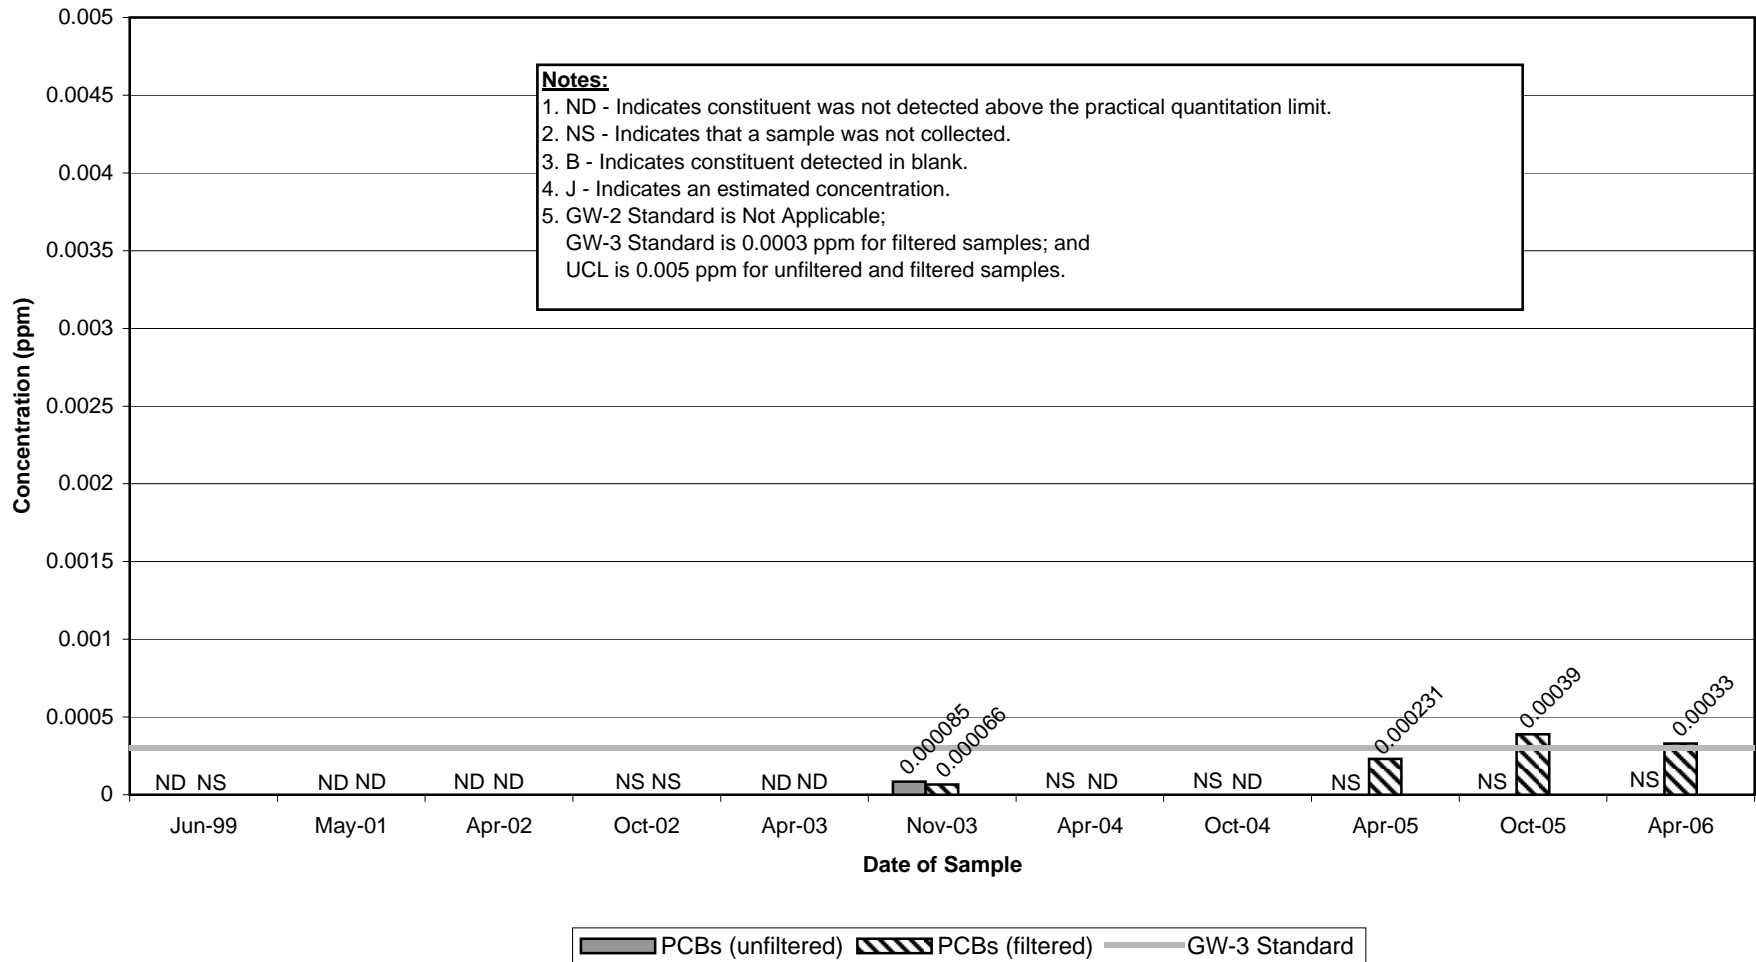 0.005
0.0045
0.004
0.0035
0.003
0.0025
0.002
0.0015
0.001
0.0005
0
Concentration (ppm)
Notes:
1. ND - Indicates constituent was not detected above the practical quantitation limit.
2. NS - Indicates that a sample was not collected.
3. B - Indicates constituent detected in blank.
4. J - Indicates an estimated concentration.
5. GW-2 Standard is Not Applicable;
GW-3 Standard is 0.0003 ppm for filtered samples; and
UCL is 0.005 ppm for unfiltered and filtered samples.
ND NS
ND ND
ND ND
NS NS
ND ND
0.000085
0.000066
NS ND
NS ND
NS
0.000231
NS
0.00039
NS
0.00033
Jun-99 May-01 Apr-02 Oct-02 Apr-03 Nov-03 Apr-04 Oct-04 Apr-05 Oct-05 Apr-06
Date of Sample
PCBs (unfiltered) PCBs (filtered) GW-3 Standard